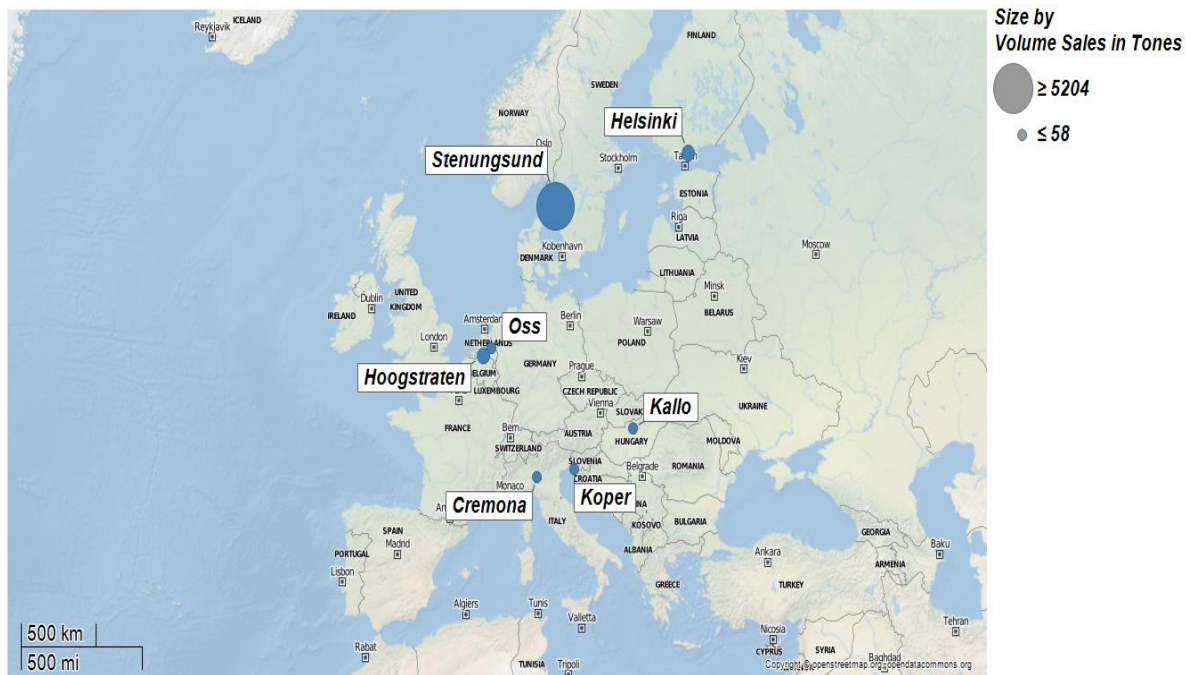 ICELAND
Reykjavik
FINLAND
SWEDEN
NORWAY
Helsinki
Oslo
Stenungsund
Stockholm
ESTONIA
Riga
LATVIA
Moscow
Kobenhavn
DENMARK
LITHUANIA
Minsk
BELARUS
UNITED
KINGDOM
Dublin
IRELAND
Amsterdam
Oss
Berlin
Warsaw
London
NETHERLANDS
POLAND
Hoogstraten
BELGIUM
GERMANY
Prague
Kiev
LUXEMBOURG
CZECH REPUBLIC
Vienna
Kallo
SLOVAK
UKRAINE
FRANCE
Bern
AUSTRIA
HUNGARY
MOLDOVA
SWITZERLAND
SLOVENIA
Belgrade
ROMANIA
CROATIA
Monaco
Cremona
Koper
ITALY
KOSOVO
BULGARIA
SPAIN
Madrid
PORTUGAL
ALBANIA
GEORGIA
Baku
Ankara
ARMENIA
Lisbon
GREECE
TURKEY
Algiers
Tunis
Valletta
Tehran
Nicosia
CYPRUS
SYRIA
Rabat
TUNISIA
Tripoli
Baghdad
500 km
500 mi
Copyright © openstreetmap.org, opendatacommons.org
Size by
Volume Sales in Tones
≥ 5204
≤ 58